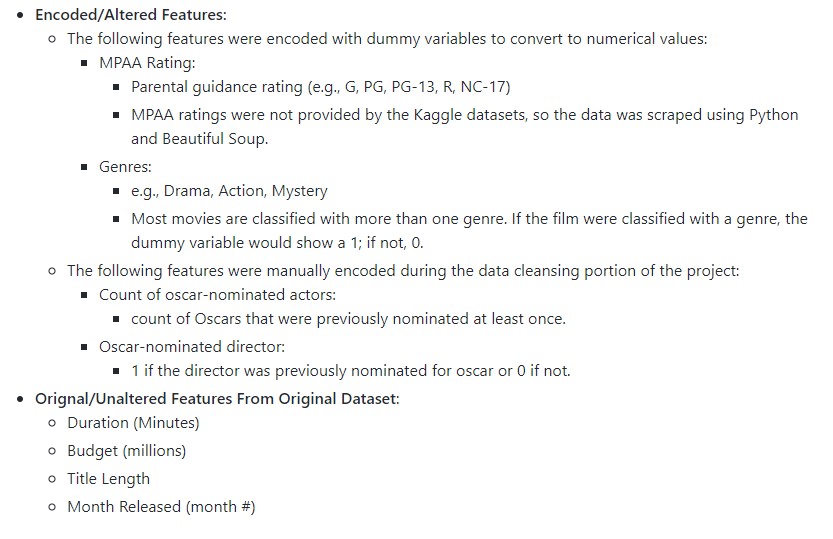 Encoded/Altered Features:
The following features were encoded with dummy variables to convert to numerical values:
MPAA Rating:
Parental guidance rating (e.g., G, PG, PG-13, R, NC-17)
MPAA ratings were not provided by the Kaggle datasets, so the data was scraped using Python
and Beautiful Soup.
Genres:
e.g., Drama, Action, Mystery
Most movies are classified with more than one genre. If the film were classified with a genre, the
dummy variable would show a 1; if not, 0.
The following features were manually encoded during the data cleansing portion of the project:
Count of oscar-nominated actors:
count of Oscars that were previously nominated at least once.
Oscar-nominated director:
1 if the director was previously nominated for oscar or 0 if not.
Orignal/Unaltered Features From Original Dataset:
Duration (Minutes)
Budget (millions)
Title Length
Month Released (month #)